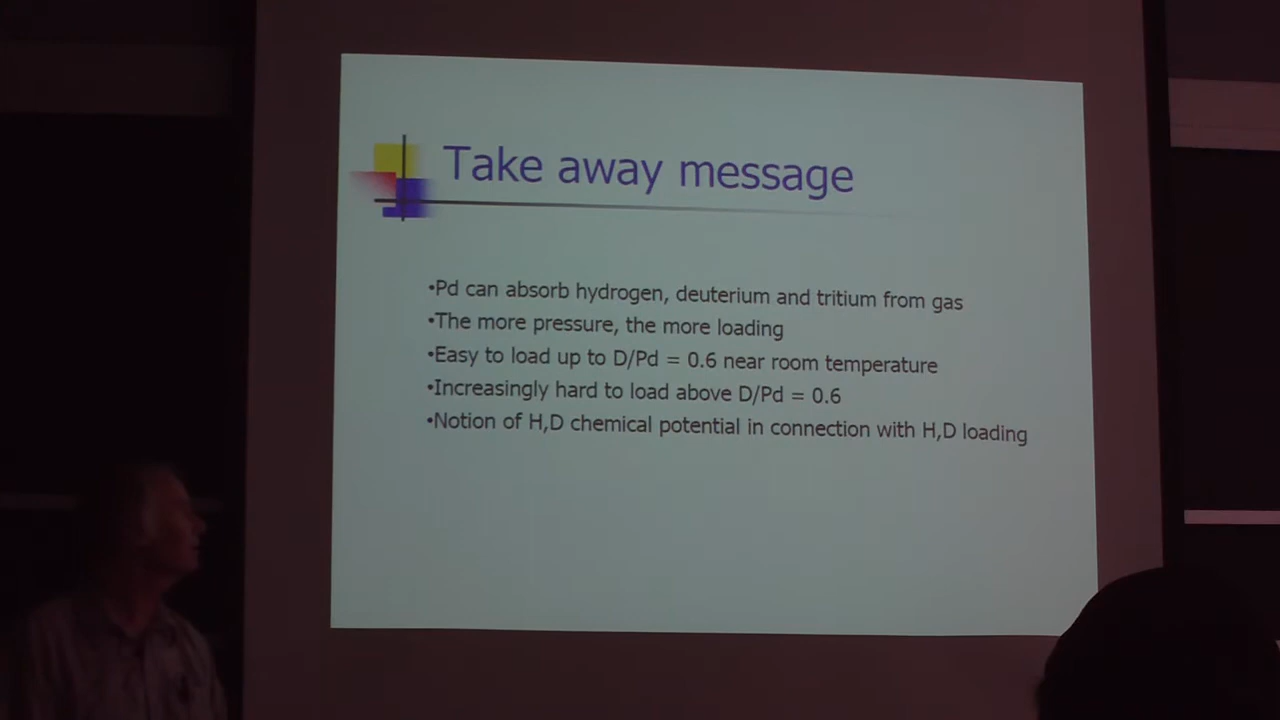 Take away message
•Pd can absorb hydrogen, deuterium and tritium from gas
•The more pressure, the more loading
•Easy to load up to D/Pd = 0.6 near room temperature
•Increasingly hard to load above D/Pd = 0.6
•Notion of H,D chemical potential in connection with H,D loading